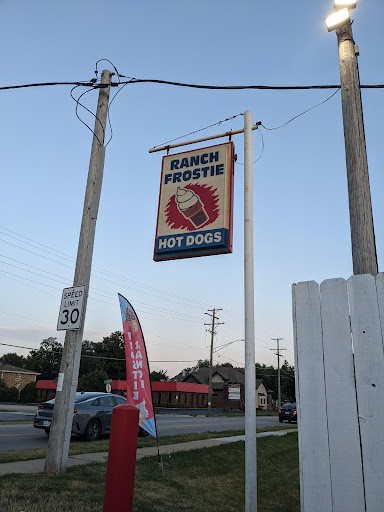 RANCH
FROSTIE
HOT DOGS
SPEED
LIMIT
30